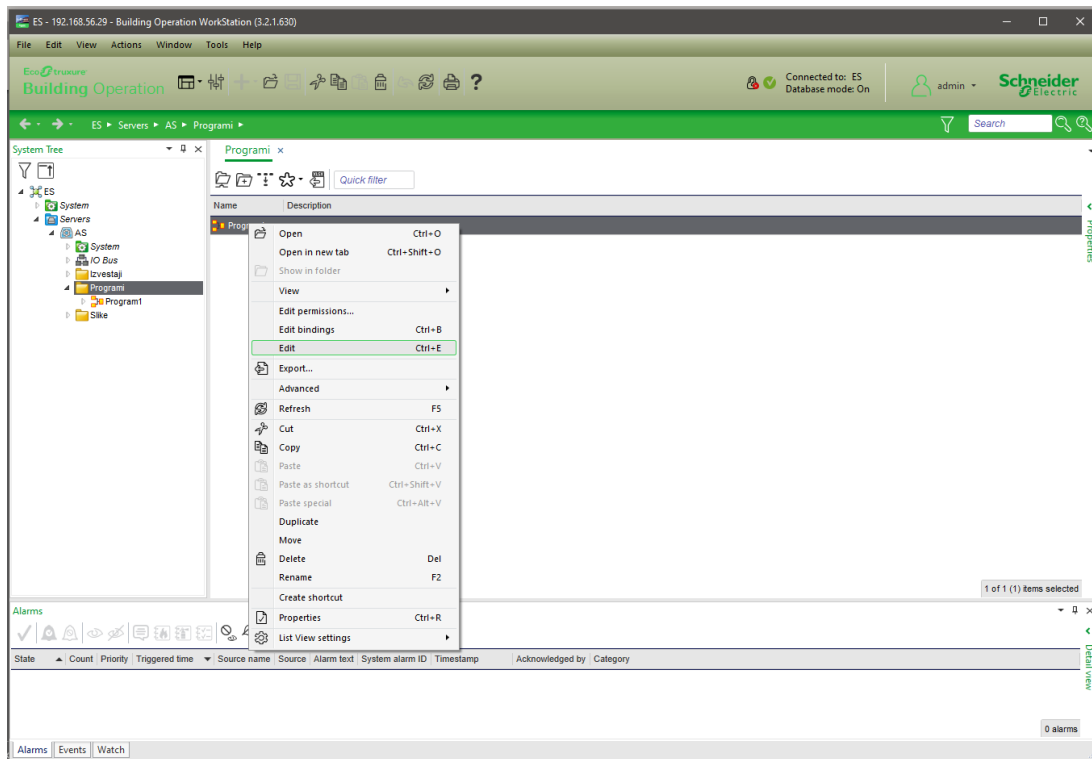 ES - 192.168.56.29 - Building Operation WorkStation (3.2.1.630)
File Edit View Actions Window Tools Help
EcoStruxure
Building Operation
Connected to: ES
Database mode: On
admin
Schneider
Electric
ES ▸ Servers ▸ AS ▸ Programi ▸
Search
System Tree
ES
System
Servers
AS
System
IO Bus
Izvestaji
Programi
Program1
Slike
Programi
Quick filter
Name Description
Open Ctrl+O
Open in new tab Ctrl+Shift+O
Show in folder
View
Edit permissions...
Edit bindings Ctrl+B
Edit Ctrl+E
Export...
Advanced
Refresh F5
Cut Ctrl+X
Copy Ctrl+C
Paste Ctrl+V
Paste as shortcut Ctrl+Shift+V
Paste special Ctrl+Alt+V
Duplicate
Move
Delete Del
Rename F2
Create shortcut
Properties Ctrl+R
List View settings
Properties
1 of 1 (1) items selected
Alarms
State Count Priority Triggered time Source name Source Alarm text System alarm ID Timestamp Acknowledged by Category
Detail view
0 alarms
Alarms Events Watch